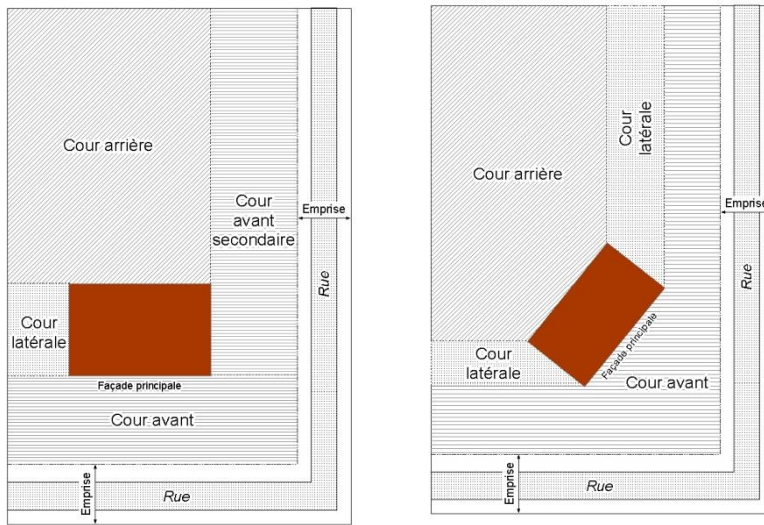 Cour arrière
Cour
avant
secondaire
Emprise
Rue
Cour
latérale
Façade principale
Cour avant
Emprise
Rue
Cour
latérale
Cour arrière
Emprise
Rue
Cour
latérale
Façade principale
Cour avant
Emprise
Rue